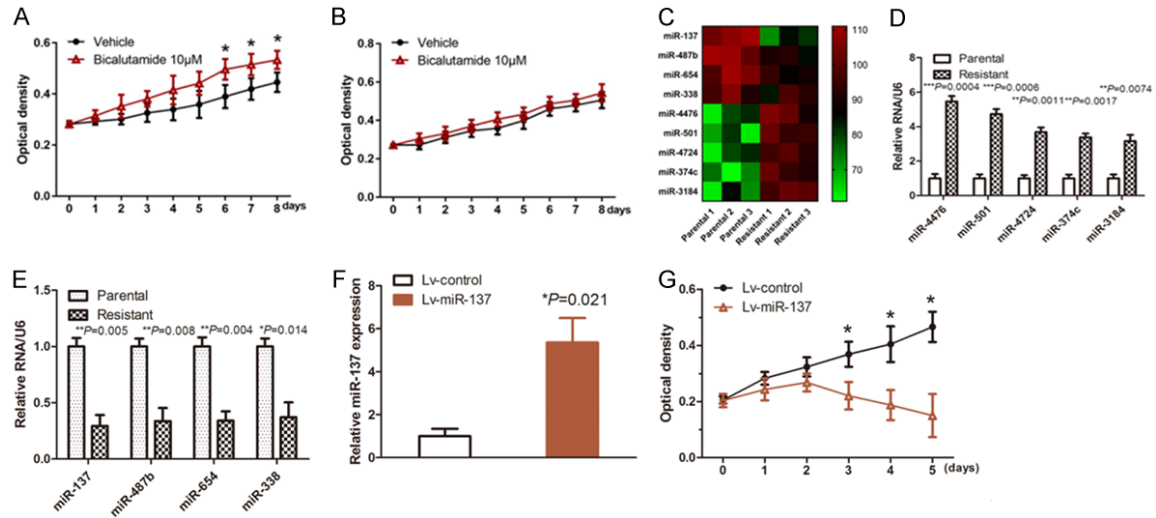 A
Vehicle
Bicalutamide 10μM
* * *
Optical density
0.6
0.4
0.2
0.0
0 1 2 3 4 5 6 7 8 days
B
Vehicle
Bicalutamide 10μM
Optical density
0.8
0.6
0.4
0.2
0.0
0 1 2 3 4 5 6 7 8 days
C
miR-137
miR-487b
miR-654
miR-338
miR-4476
miR-501
miR-4724
miR-374c
miR-3184
Parental 1
Parental 2
Parental 3
Resistant 1
Resistant 2
Resistant 3
110
100
90
80
70
D
Parental
Resistant
***P=0.0004 ***P=0.0006
**P=0.0011 **P=0.0017
**P=0.0074
Relative RNA/U6
8
6
4
2
0
miR-4476
miR-501
miR-4724
miR-374c
miR-3184
E
Parental
Resistant
**P=0.005 **P=0.008 **P=0.004 *P=0.014
Relative RNA/U6
1.5
1.0
0.5
0.0
miR-137
miR-487b
miR-654
miR-338
F
Lv-control
Lv-miR-137
*P=0.021
Relative miR-137 expression
8
6
4
2
0
G
Lv-control
Lv-miR-137
* * *
Optical density
0.6
0.4
0.2
0.0
0 1 2 3 4 5 (days)